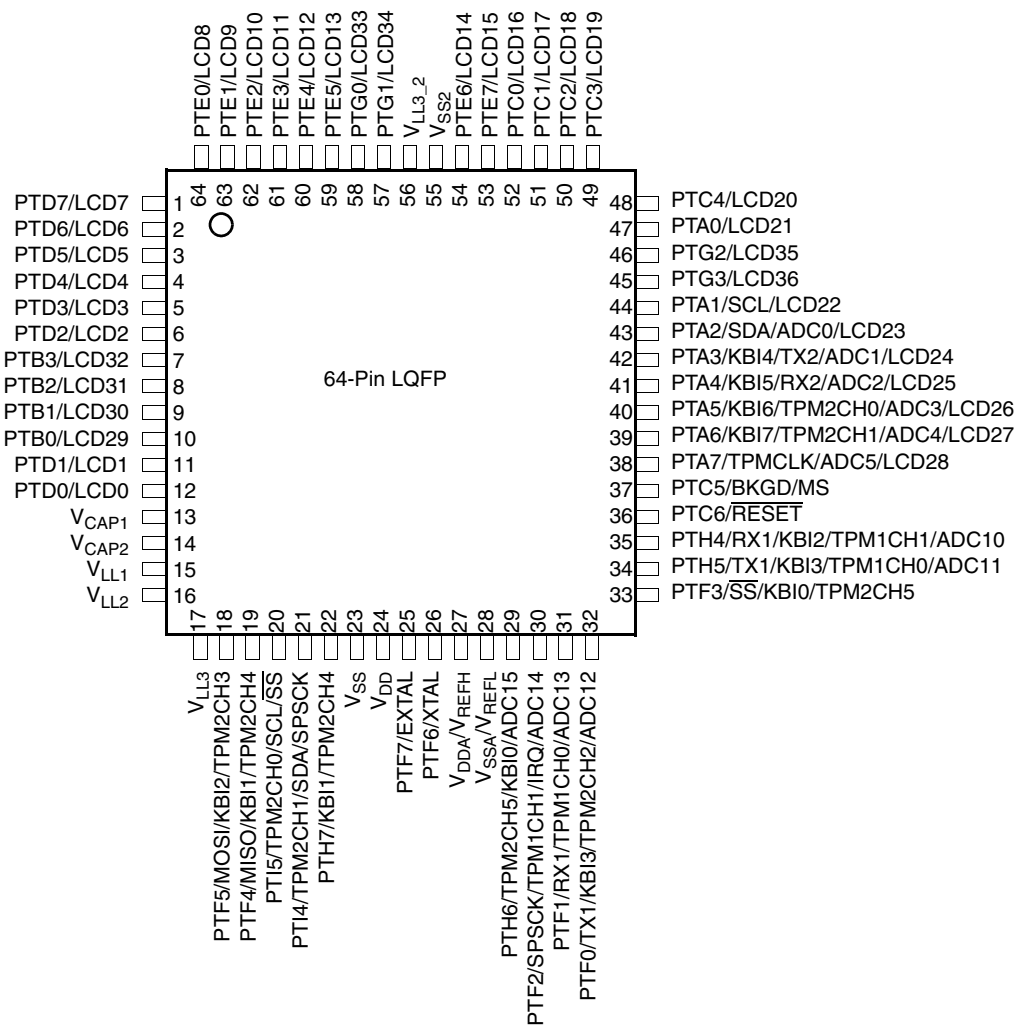 PTE0/LCD8
PTE1/LCD9
PTE2/LCD10
PTE3/LCD11
PTE4/LCD12
PTE5/LCD13
PTG0/LCD33
PTG1/LCD34
VLL3_2
VSS2
PTE6/LCD14
PTE7/LCD15
PTC0/LCD16
PTC1/LCD17
PTC2/LCD18
PTC3/LCD19
64 63 62 61 60 59 58 57 56 55 54 53 52 51 50 49
PTD7/LCD7 1
PTD6/LCD6 2
PTD5/LCD5 3
PTD4/LCD4 4
PTD3/LCD3 5
PTD2/LCD2 6
PTB3/LCD32 7
PTB2/LCD31 8
PTB1/LCD30 9
PTB0/LCD29 10
PTD1/LCD1 11
PTD0/LCD0 12
VCAP1 13
VCAP2 14
VLL1 15
VLL2 16
64-Pin LQFP
48 PTC4/LCD20
47 PTA0/LCD21
46 PTG2/LCD35
45 PTG3/LCD36
44 PTA1/SCL/LCD22
43 PTA2/SDA/ADC0/LCD23
42 PTA3/KBI4/TX2/ADC1/LCD24
41 PTA4/KBI5/RX2/ADC2/LCD25
40 PTA5/KBI6/TPM2CH0/ADC3/LCD26
39 PTA6/KBI7/TPM2CH1/ADC4/LCD27
38 PTA7/TPMCLK/ADC5/LCD28
37 PTC5/BKGD/MS
36 PTC6/RESET
35 PTH4/RX1/KBI2/TPM1CH1/ADC10
34 PTH5/TX1/KBI3/TPM1CH0/ADC11
33 PTF3/SS/KBI0/TPM2CH5
17 18 19 20 21 22 23 24 25 26 27 28 29 30 31 32
VLL3
PTF5/MOSI/KBI2/TPM2CH3
PTF4/MISO/KBI1/TPM2CH4
PTI5/TPM2CH0/SCL/SS
PTI4/TPM2CH1/SDA/SPSCK
PTH7/KBI1/TPM2CH4
VSS
VDD
PTF7/EXTAL
PTF6/XTAL
VDDA/VREFH
VSSA/VREFL
PTH6/TPM2CH5/KBI0/ADC15
PTF2/SPSCK/TPM1CH1/IRQ/ADC14
PTF1/RX1/TPM1CH0/ADC13
PTF0/TX1/KBI3/TPM2CH2/ADC12